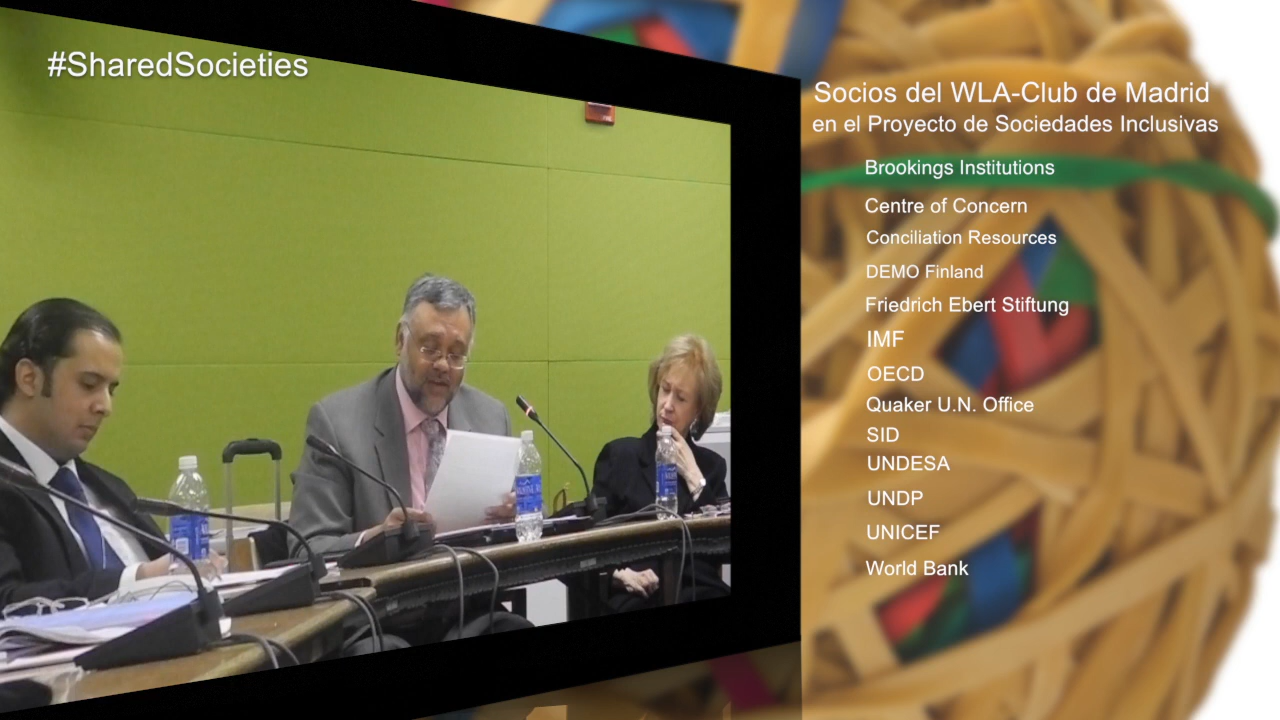 #SharedSocieties
Socios del WLA-Club de Madrid
en el Proyecto de Sociedades Inclusivas
Brookings Institutions
Centre of Concern
Conciliation Resources
DEMO Finland
Friedrich Ebert Stiftung
IMF
OECD
Quaker U.N. Office
SID
UNDESA
UNDP
UNICEF
World Bank